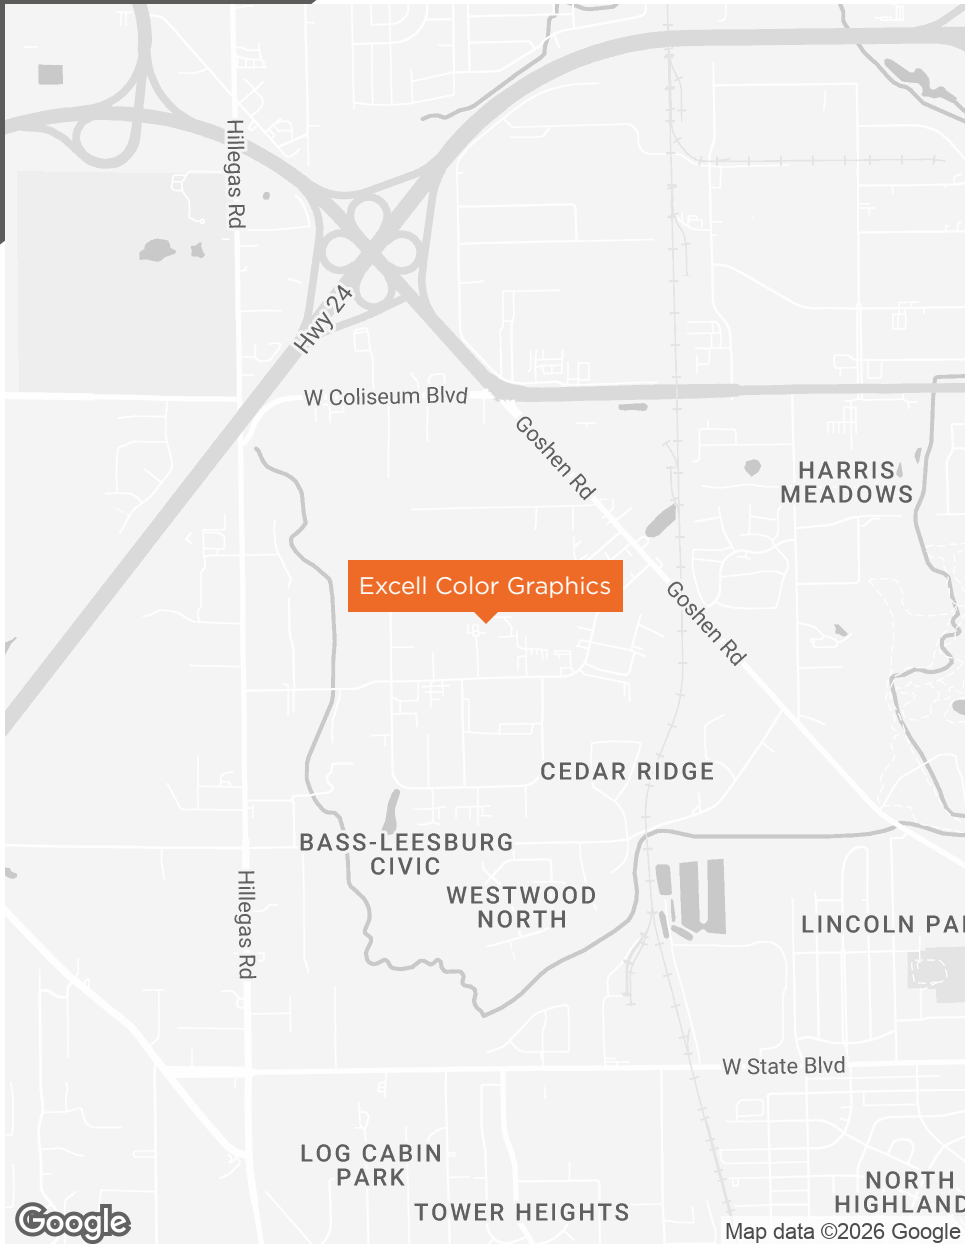 Hillegas Rd
Hwy 24
W Coliseum Blvd
Goshen Rd
HARRIS
MEADOWS
Excell Color Graphics
Goshen Rd
CEDAR RIDGE
BASS-LEESBURG
CIVIC
WESTWOOD
NORTH
Hillegas Rd
LINCOLN PA
W State Blvd
LOG CABIN
PARK
TOWER HEIGHTS
NORTH
HIGHLAND
Google
Map data ©2026 Google